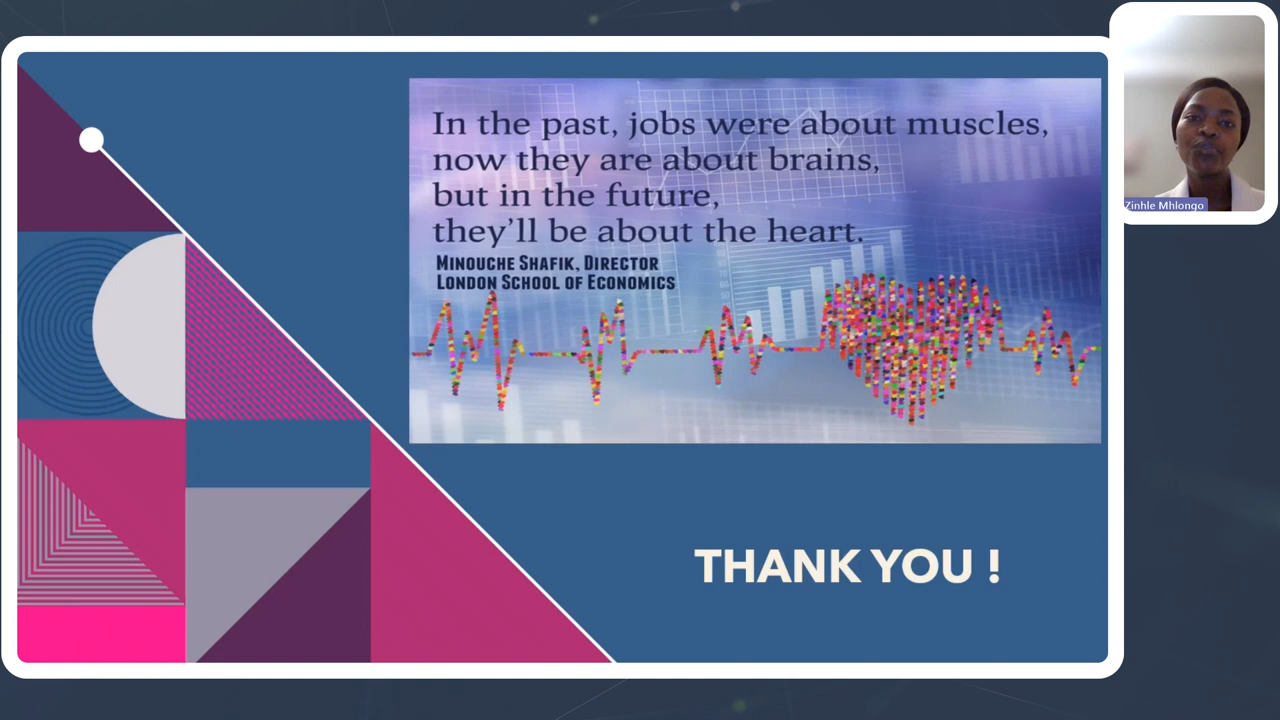 In the past, jobs were about muscles,
now they are about brains,
but in the future,
they'll be about the heart.
MINOUCHE SHAFIK, DIRECTOR
LONDON SCHOOL OF ECONOMICS
THANK YOU !
Zinhle Mhlongo